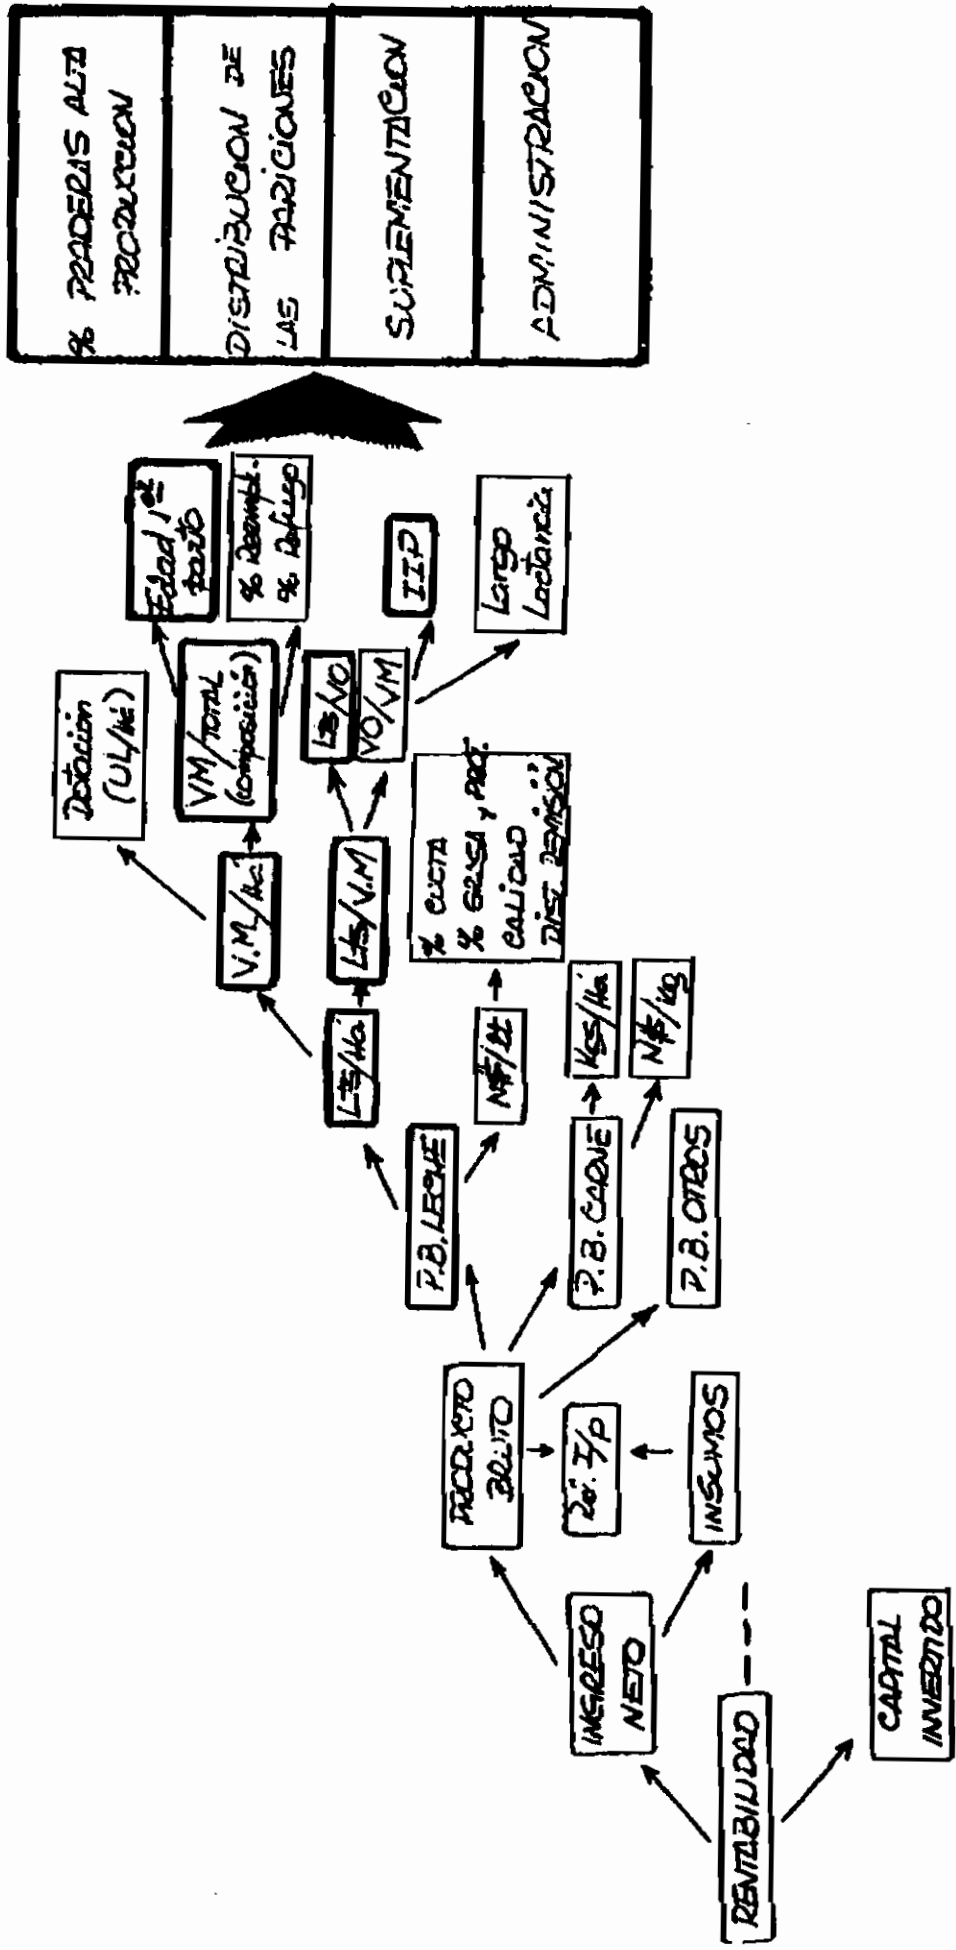 RENTABILIDAD
INGRESO
NETO
CAPITAL
INVERTIDO
PRODUCTO
BRUTO
Rel. I/P
INSUMOS
P.B. LECHE
P.B. CARNE
P.B. OTROS
Lts/Há
N$/lt
Kgs/Há
N$/Kg
V.M./Há
Lts/V.M
% CUOTA
% GRASA y PROT.
CALIDAD
Dotación
(UL/Há)
VM/TOTAL
(composición)
Lts/VO
VO/VM
Edad 1er
parto
% Reempl.
% Refugo
IIP
Largo
Lactancia
% PRADERAS ALTA
PRODUCCION
DISTRIBUCION DE
LAS PARICIONES
SUPLEMENTACION
ADMINISTRACION